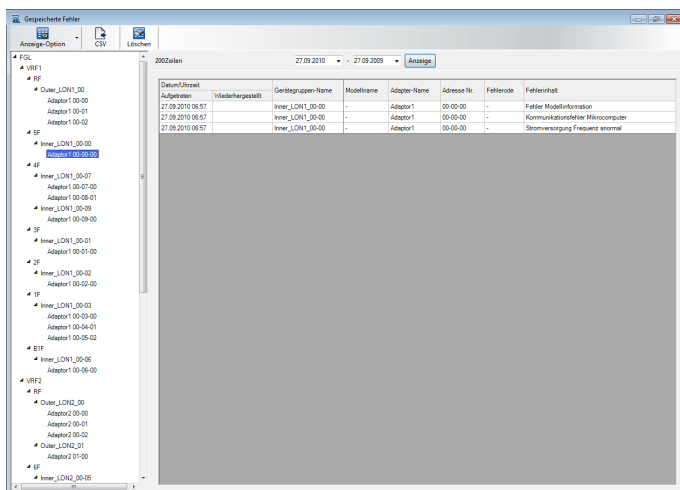 Gespeicherte Fehler
Anzeige-Option CSV Löschen
FGL
VRF1
RF
Outer_LON1_00
Adaptor1 00-00
Adaptor1 00-01
Adaptor1 00-02
5F
Inner_LON1_00-00
Adaptor1 00-00-00
4F
Inner_LON1_00-07
Adaptor1 00-07-00
Adaptor1 00-08-01
Inner_LON1_00-09
Adaptor1 00-09-00
3F
Inner_LON1_00-01
Adaptor1 00-01-00
2F
Inner_LON1_00-02
Adaptor1 00-02-00
1F
Inner_LON1_00-03
Adaptor1 00-03-00
Adaptor1 00-04-01
Adaptor1 00-05-02
B1F
Inner_LON1_00-06
Adaptor1 00-06-00
VRF2
RF
Outer_LON2_00
Adaptor2 00-00
Adaptor2 00-01
Adaptor2 00-02
Outer_LON2_01
Adaptor2 01-00
6F
Inner_LON2_00-05
200Zeilen 27.09.2010 - 27.09.2009 Anzeige
Datum/Uhrzeit
Aufgetreten Wiederhergestellt Gerätegruppen-Name Modellname Adapter-Name Adresse Nr. Fehlerode Fehlerinhalt
27.09.2010 06:57 Inner_LON1_00-00 - Adaptor1 00-00-00 - Fehler Modellinformation
27.09.2010 06:57 Inner_LON1_00-00 - Adaptor1 00-00-00 - Kommunikationsfehler Mikrocomputer
27.09.2010 06:57 Inner_LON1_00-00 - Adaptor1 00-00-00 - Stromversorgung Frequenz anormal